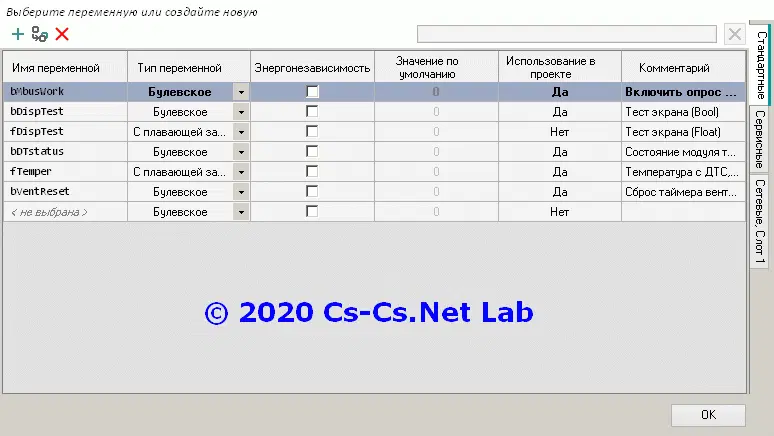 Выберите переменную или создайте новую
Имя переменной Тип переменной Энергонезависимость Значение по умолчанию Использование в проекте Комментарий
bMbusWork Булевское 0 Да Включить опрос ...
bDispTest Булевское 0 Да Тест экрана (Bool)
fDispTest С плавающей за... 0 Нет Тест экрана (Float)
bDTstatus Булевское 0 Да Состояние модуля т...
fTemper С плавающей за... 0 Да Температура с ДТС,...
bVentReset Булевское 0 Да Сброс таймера вент...
< не выбрана > Булевское 0 Нет
Стандартные
Сервисные
Сетевые, Слот 1
© 2020 Cs-Cs.Net Lab
OK